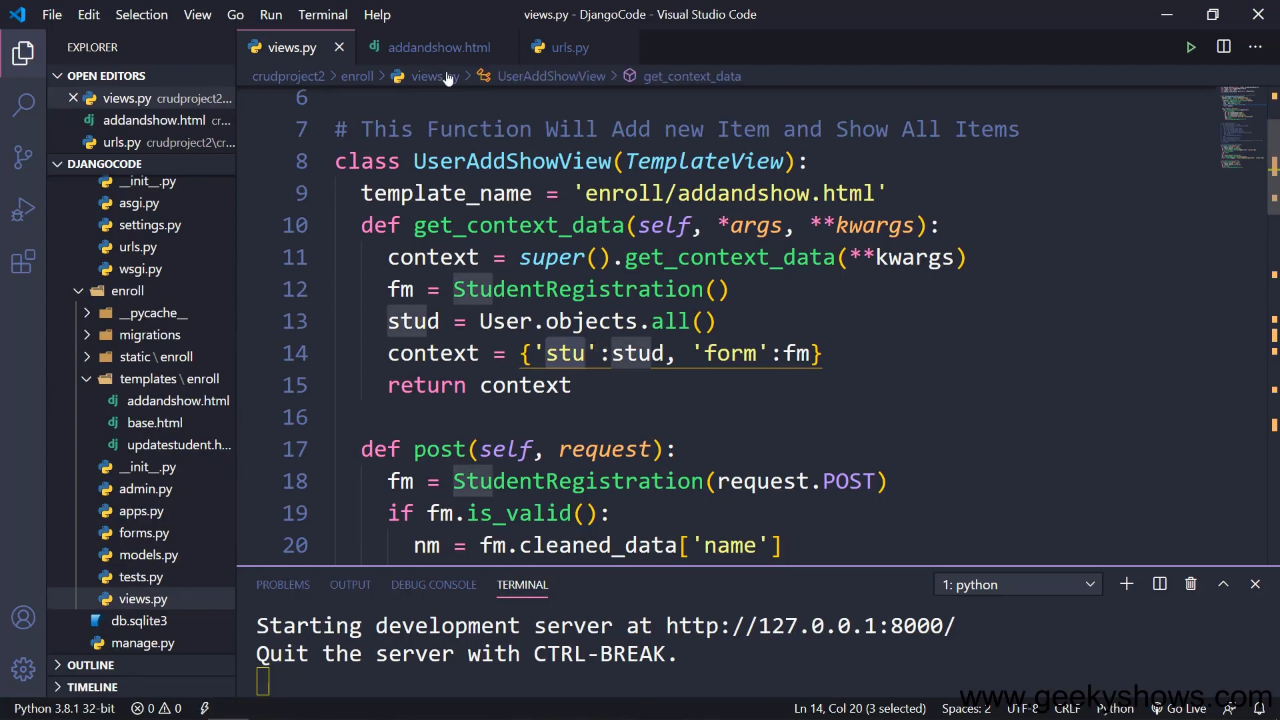 File Edit Selection View Go Run Terminal Help views.py - DjangoCode - Visual Studio Code
EXPLORER
OPEN EDITORS
views.py crudproject2...
addandshow.html cr...
urls.py crudproject2\...
DJANGOCODE
__init__.py
asgi.py
settings.py
urls.py
wsgi.py
enroll
__pycache__
migrations
static \ enroll
templates \ enroll
addandshow.html
base.html
updatestudent.h...
__init__.py
admin.py
apps.py
forms.py
models.py
tests.py
views.py
db.sqlite3
manage.py
OUTLINE
TIMELINE
views.py addandshow.html urls.py
crudproject2 > enroll > views.py > UserAddShowView > get_context_data
6
7 # This Function Will Add new Item and Show All Items
8 class UserAddShowView(TemplateView):
9 template_name = 'enroll/addandshow.html'
10 def get_context_data(self, *args, **kwargs):
11 context = super().get_context_data(**kwargs)
12 fm = StudentRegistration()
13 stud = User.objects.all()
14 context = {'stu':stud, 'form':fm}
15 return context
16
17 def post(self, request):
18 fm = StudentRegistration(request.POST)
19 if fm.is_valid():
20 nm = fm.cleaned_data['name']
PROBLEMS OUTPUT DEBUG CONSOLE TERMINAL 1: python
Starting development server at http://127.0.0.1:8000/
Quit the server with CTRL-BREAK.
www.geekyshows.com
Python 3.8.1 32-bit 0 0 Ln 14, Col 20 (3 selected) Spaces: 2 UTF-8 CRLF Python Go Live